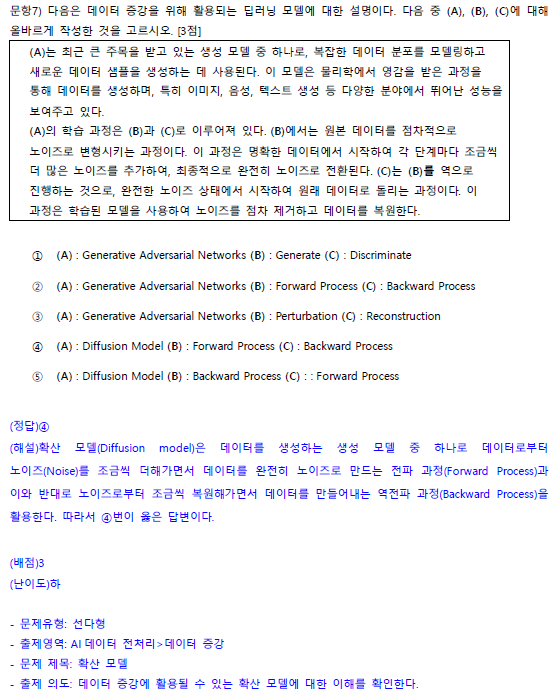 문항7) 다음은 데이터 증강을 위해 활용되는 딥러닝 모델에 대한 설명이다. 다음 중 (A), (B), (C)에 대해
올바르게 작성한 것을 고르시오. [3점]
(A)는 최근 큰 주목을 받고 있는 생성 모델 중 하나로, 복잡한 데이터 분포를 모델링하고
새로운 데이터 샘플을 생성하는 데 사용된다. 이 모델은 물리학에서 영감을 받은 과정을
통해 데이터를 생성하며, 특히 이미지, 음성, 텍스트 생성 등 다양한 분야에서 뛰어난 성능을
보여주고 있다.
(A)의 학습 과정은 (B)과 (C)로 이루어져 있다. (B)에서는 원본 데이터를 점차적으로
노이즈로 변형시키는 과정이다. 이 과정은 명확한 데이터에서 시작하여 각 단계마다 조금씩
더 많은 노이즈를 추가하여, 최종적으로 완전히 노이즈로 전환된다. (C)는 (B)를 역으로
진행하는 것으로, 완전한 노이즈 상태에서 시작하여 원래 데이터로 돌리는 과정이다. 이
과정은 학습된 모델을 사용하여 노이즈를 점차 제거하고 데이터를 복원한다.
① (A) : Generative Adversarial Networks (B) : Generate (C) : Discriminate
② (A) : Generative Adversarial Networks (B) : Forward Process (C) : Backward Process
③ (A) : Generative Adversarial Networks (B) : Perturbation (C) : Reconstruction
④ (A) : Diffusion Model (B) : Forward Process (C) : Backward Process
⑤ (A) : Diffusion Model (B) : Backward Process (C) : : Forward Process
(정답)④
(해설)확산 모델(Diffusion model)은 데이터를 생성하는 생성 모델 중 하나로 데이터로부터
노이즈(Noise)를 조금씩 더해가면서 데이터를 완전히 노이즈로 만드는 전파 과정(Forward Process)과
이와 반대로 노이즈로부터 조금씩 복원해가면서 데이터를 만들어내는 역전파 과정(Backward Process)을
활용한다. 따라서 ④번이 옳은 답변이다.
(배점)3
(난이도)하
- 문제유형: 선다형
- 출제영역: AI 데이터 전처리>데이터 증강
- 문제 제목: 확산 모델
- 출제 의도: 데이터 증강에 활용될 수 있는 확산 모델에 대한 이해를 확인한다.